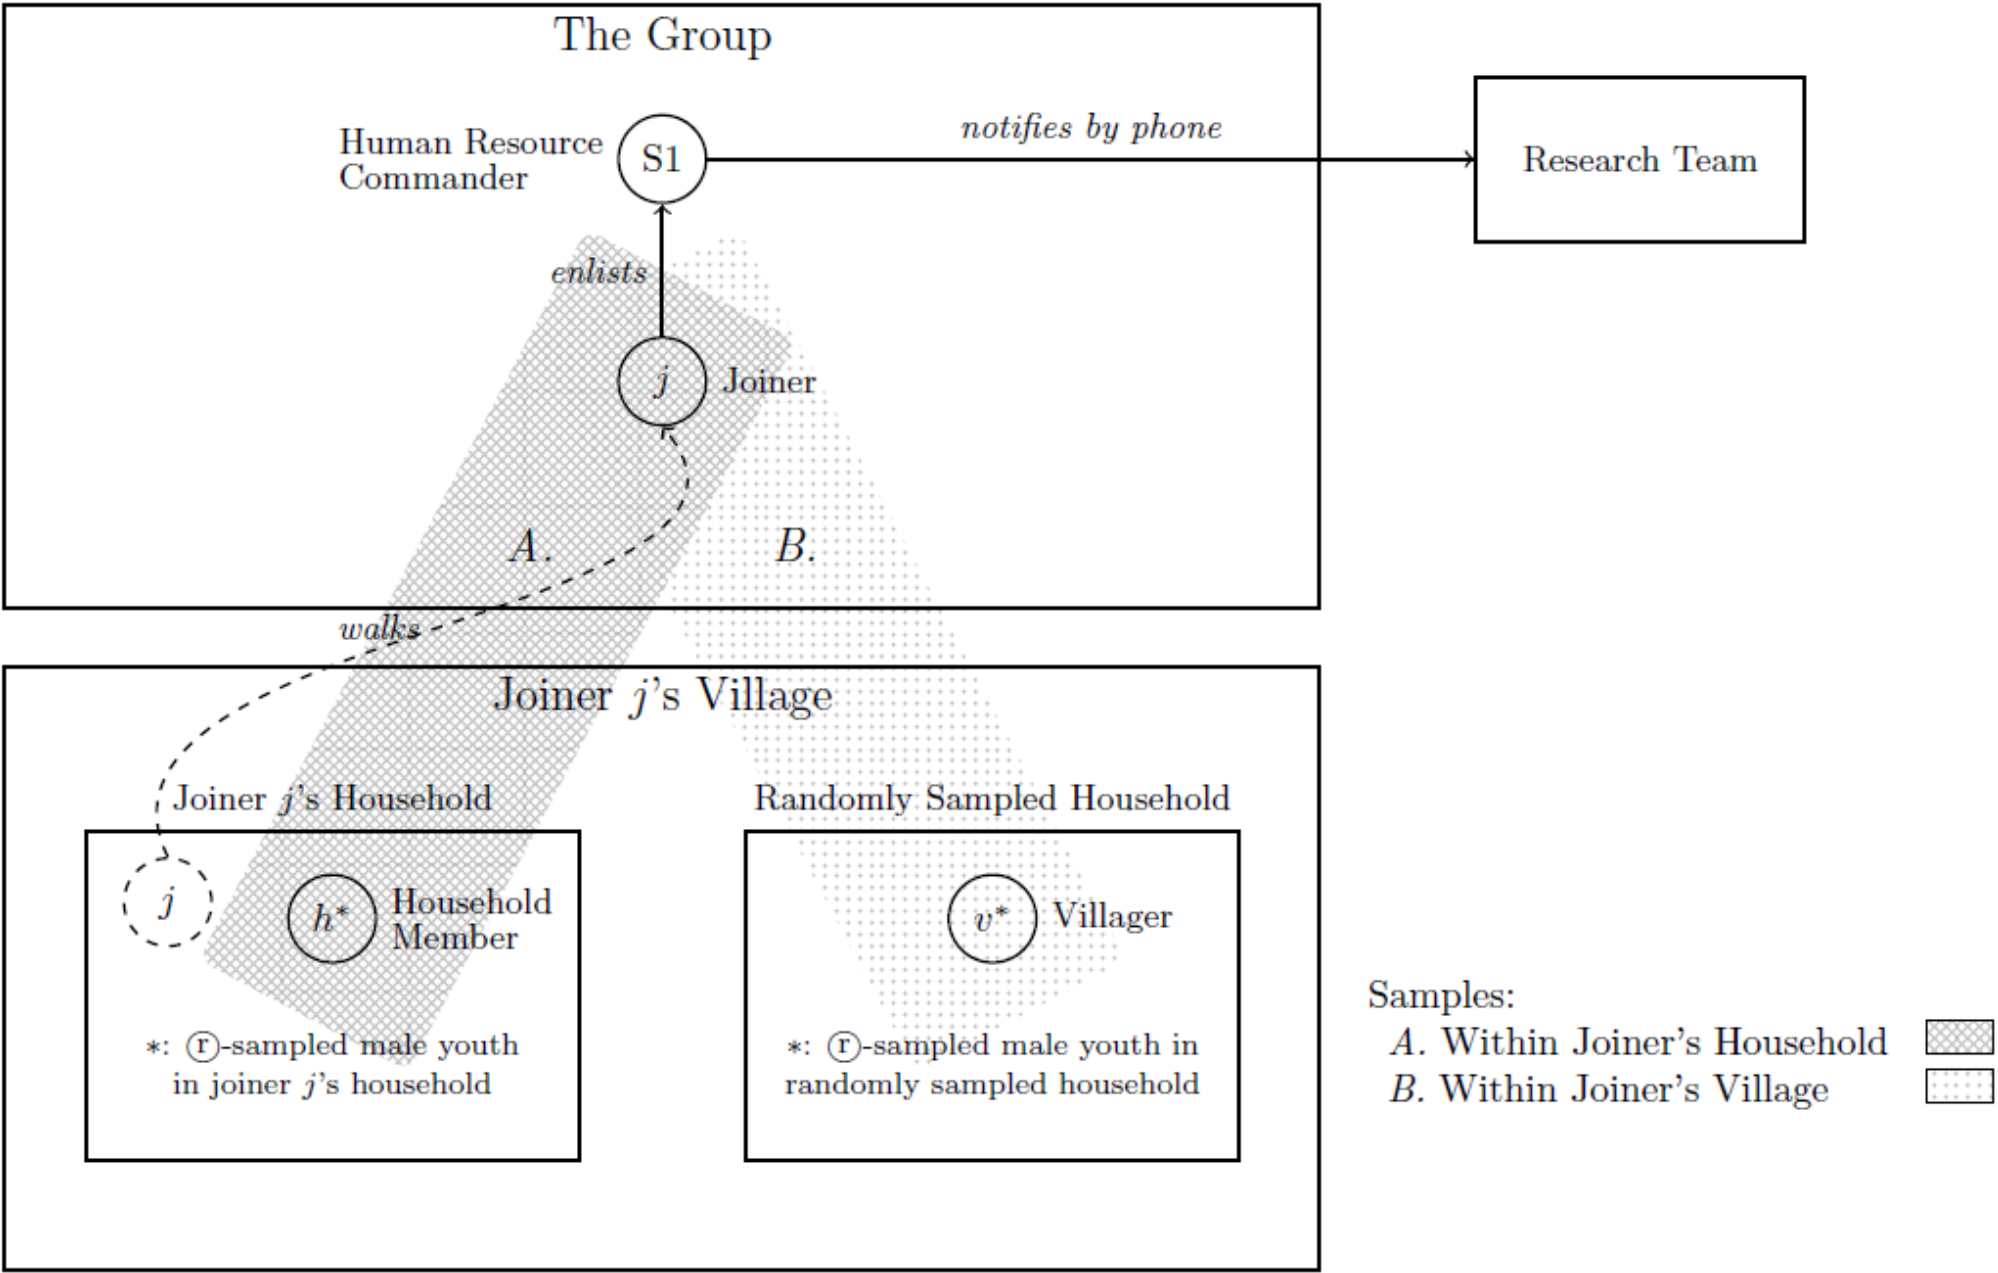 The Group
Human Resource
Commander
S1
notifies by phone
Research Team
enlists
j
Joiner
A.
B.
walks
Joiner j's Village
Joiner j's Household
Randomly Sampled Household
j
h*
Household
Member
v*
Villager
*: ⓡ-sampled male youth
in joiner j's household
*: ⓡ-sampled male youth in
randomly sampled household
Samples:
A. Within Joiner's Household
B. Within Joiner's Village